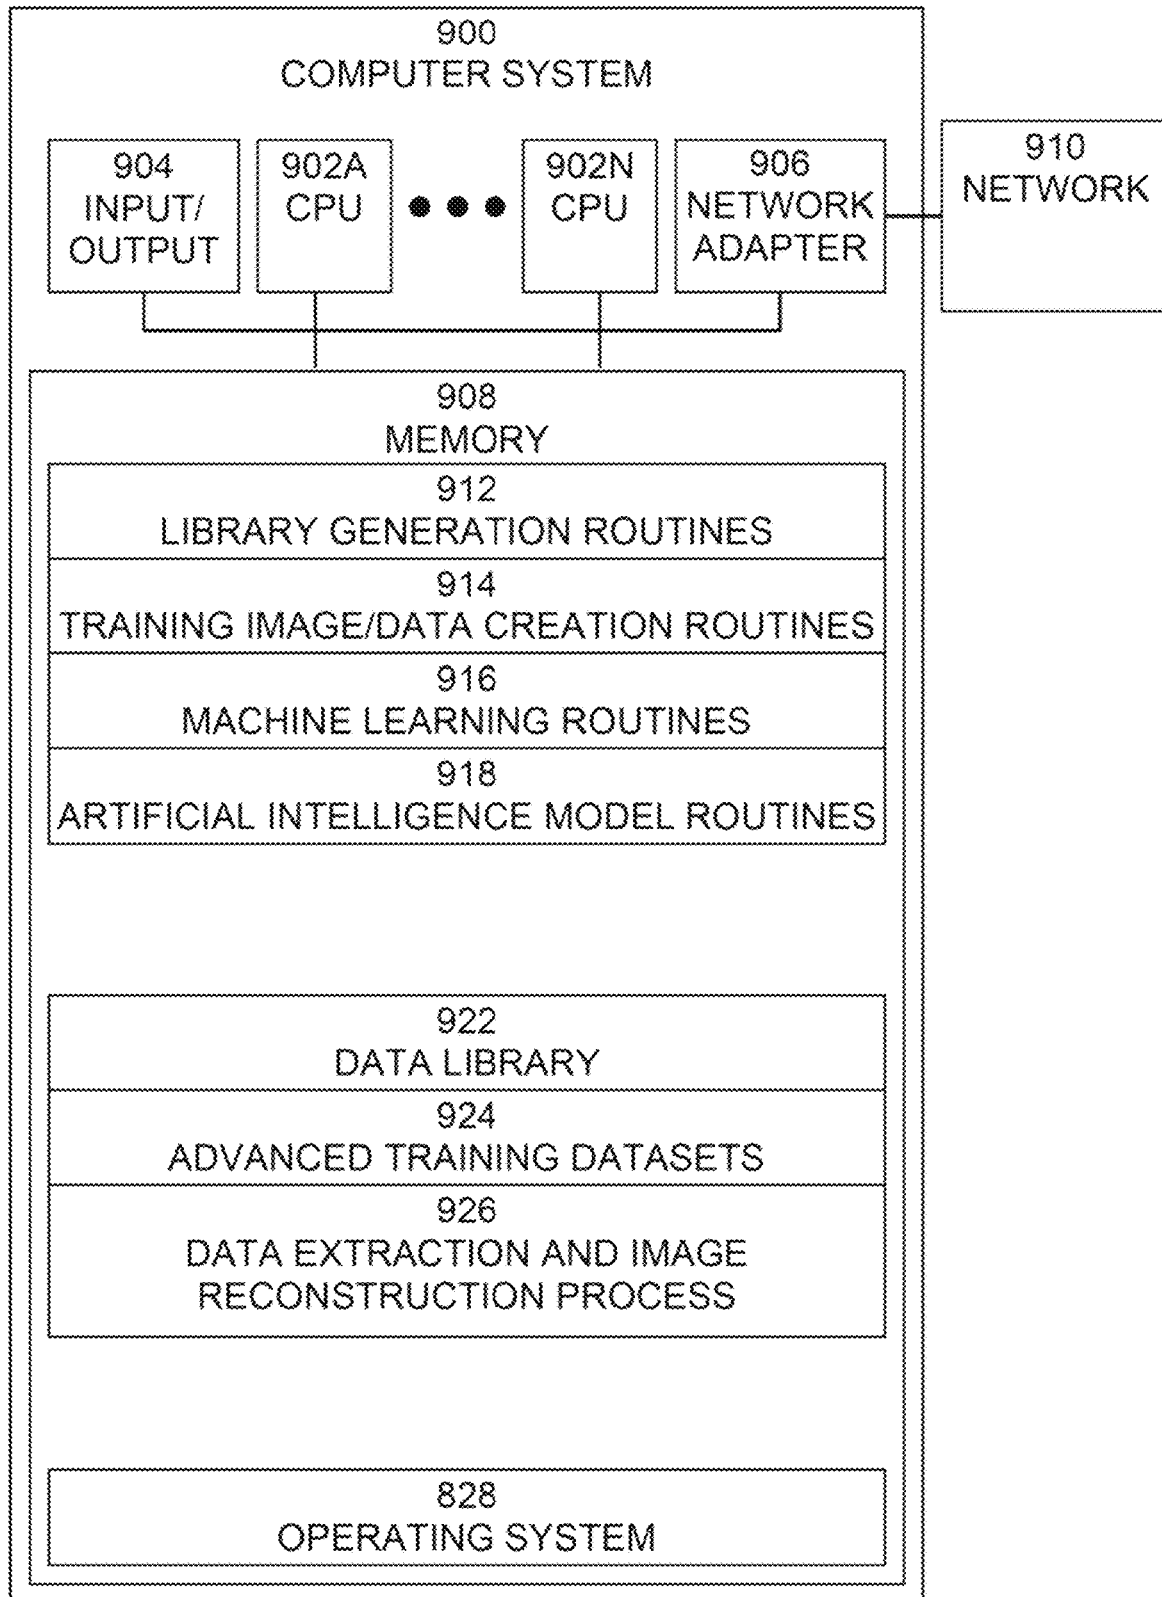 900
COMPUTER SYSTEM
904
INPUT/
OUTPUT
902A
CPU
902N
CPU
906
NETWORK
ADAPTER
910
NETWORK
908
MEMORY
912
LIBRARY GENERATION ROUTINES
914
TRAINING IMAGE/DATA CREATION ROUTINES
916
MACHINE LEARNING ROUTINES
918
ARTIFICIAL INTELLIGENCE MODEL ROUTINES
922
DATA LIBRARY
924
ADVANCED TRAINING DATASETS
926
DATA EXTRACTION AND IMAGE
RECONSTRUCTION PROCESS
828
OPERATING SYSTEM